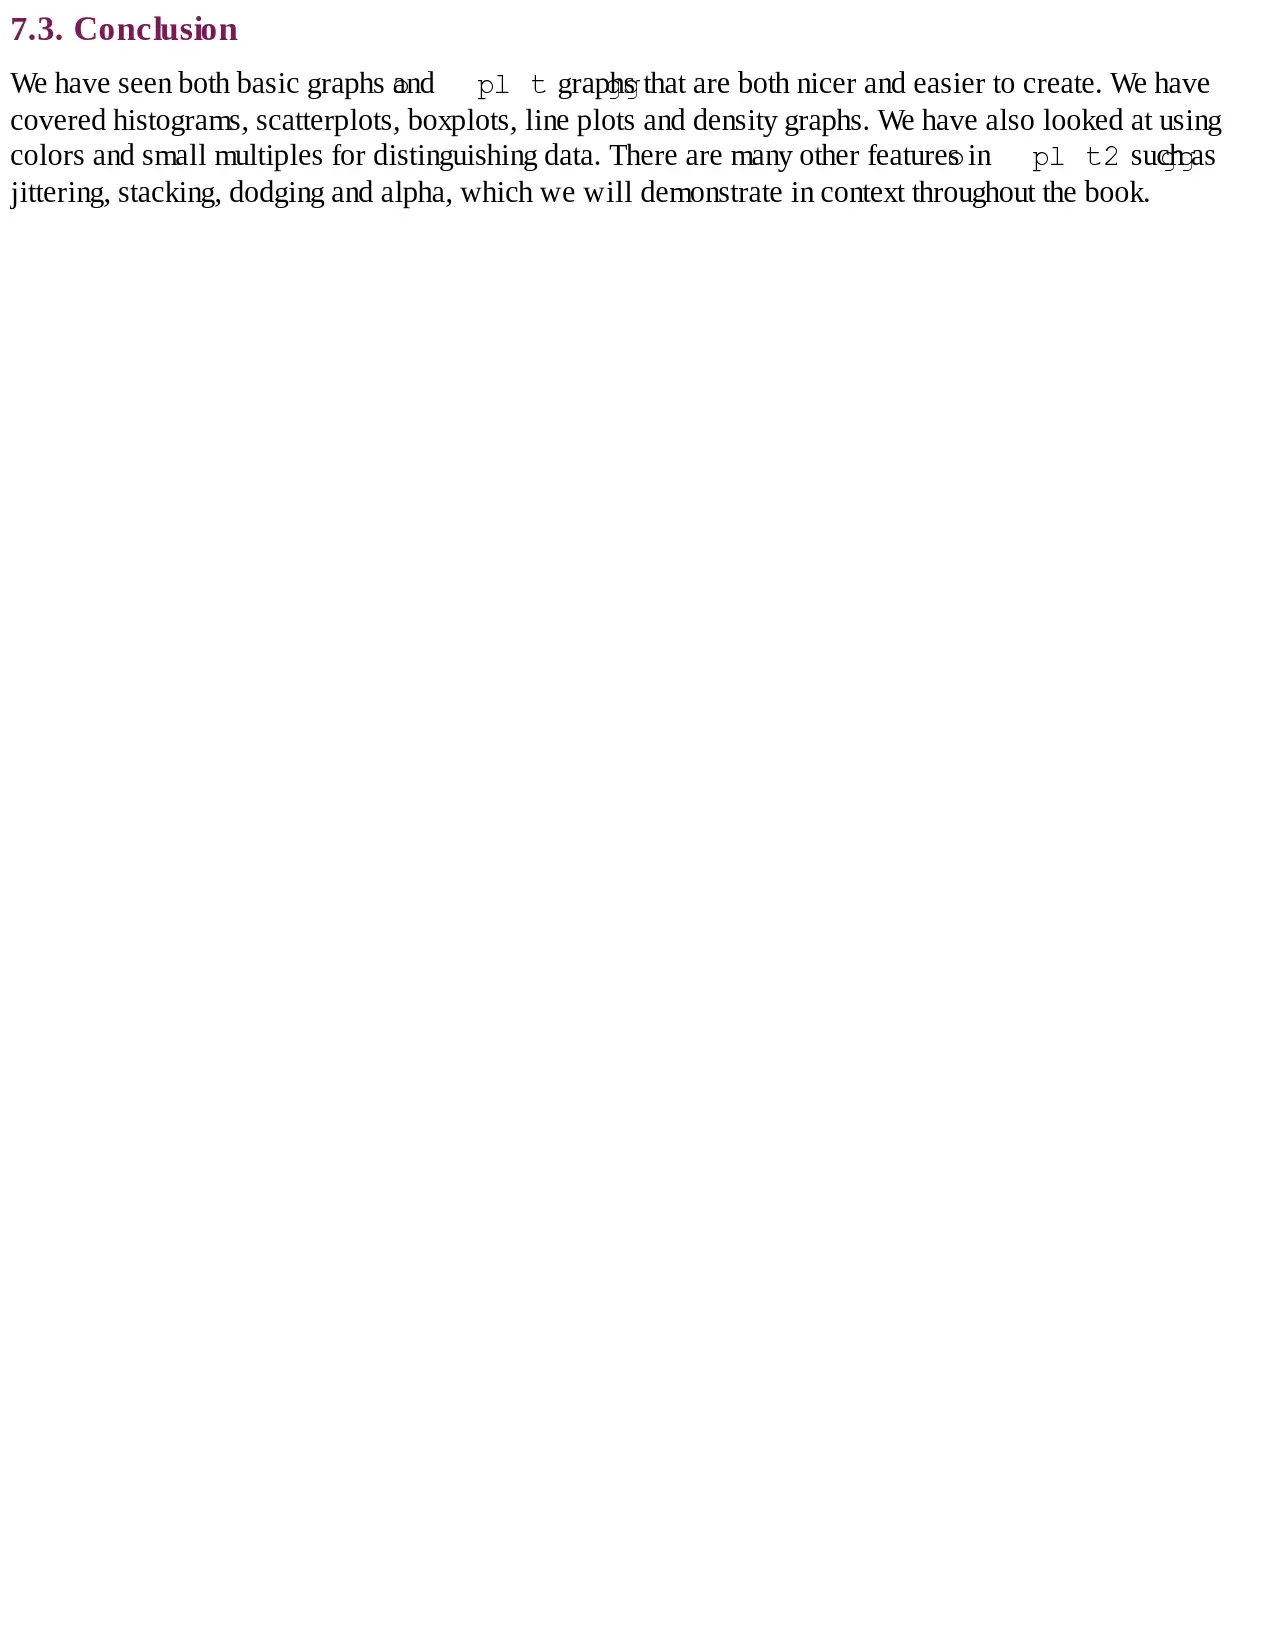 7.3. Conclusion
We have seen both basic graphs and ggplot graphs that are both nicer and easier to create. We have
covered histograms, scatterplots, boxplots, line plots and density graphs. We have also looked at using
colors and small multiples for distinguishing data. There are many other features in ggplot2 such as
jittering, stacking, dodging and alpha, which we will demonstrate in context throughout the book.